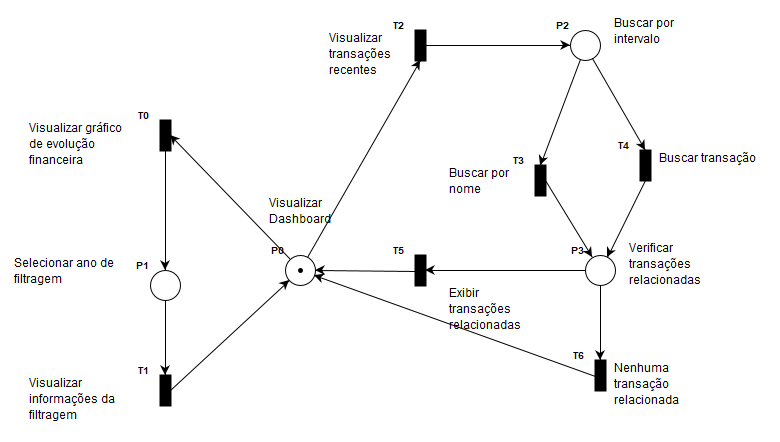 T2
P2
Buscar por
intervalo
Visualizar
transações
recentes
T0
Visualizar gráfico
de evolução
financeira
T3
T4
Buscar transação
Buscar por
nome
Visualizar
Dashboard
P0
Selecionar ano de
filtragem
P1
T5
P3
Verificar
transações
relacionadas
Exibir
transações
relacionadas
T1
Visualizar
informações da
filtragem
T6
Nenhuma
transação
relacionada